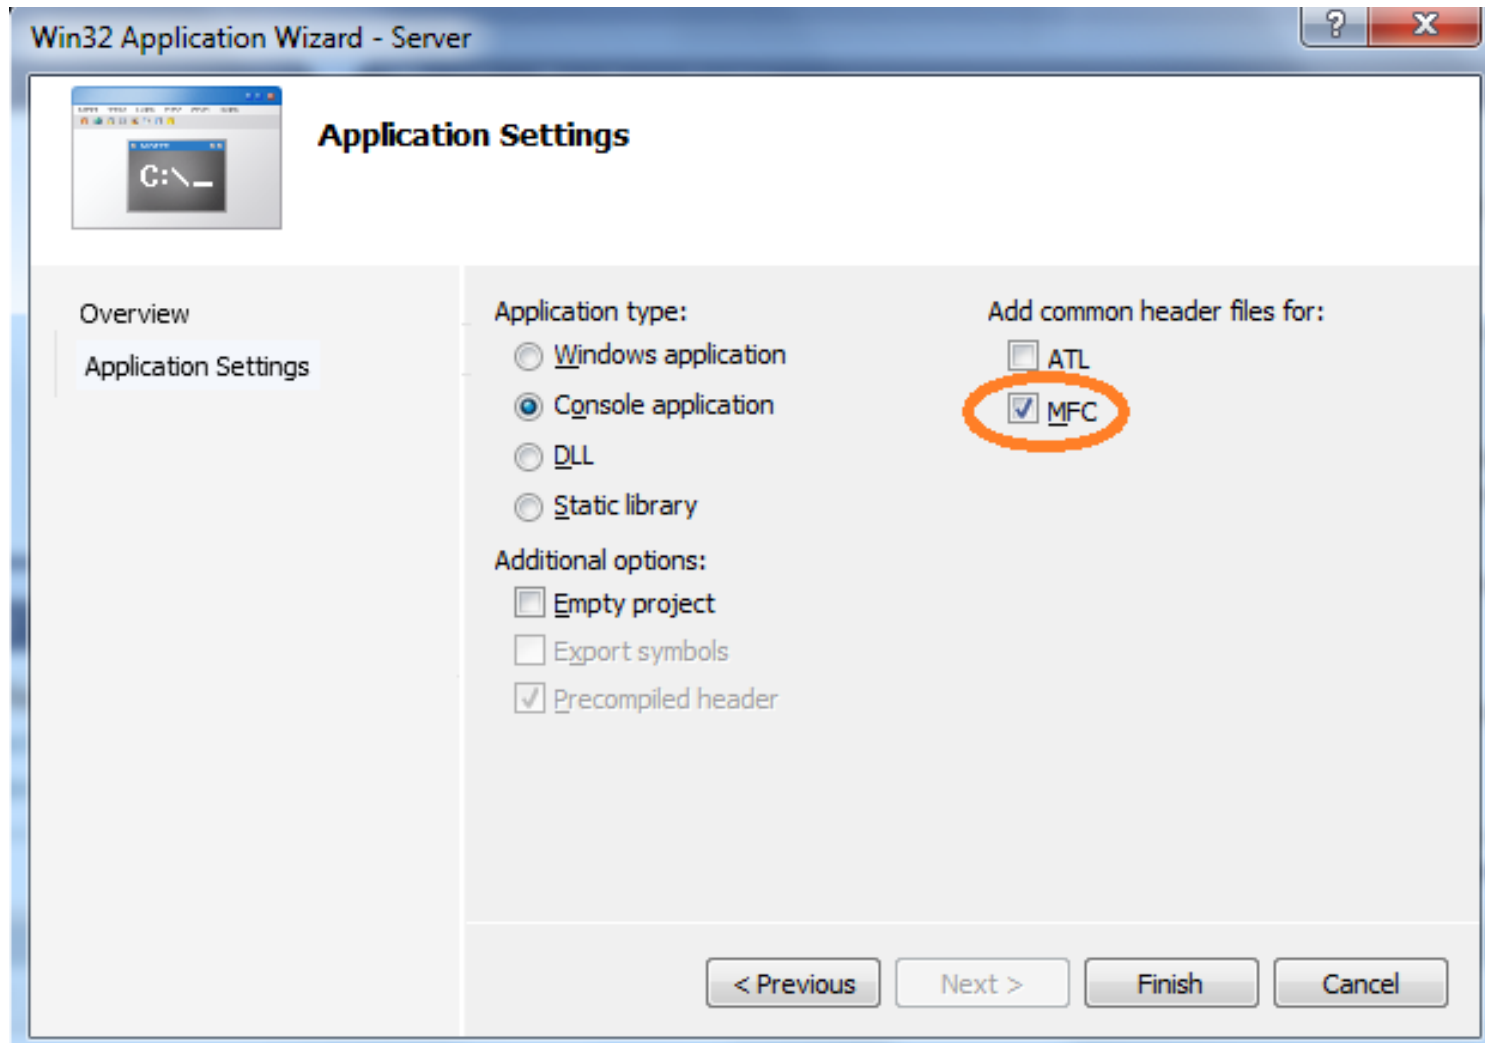 Win32 Application Wizard - Server
?
X
C:\_
Application Settings
Overview
Application Settings
Application type:
Windows application
Console application
DLL
Static library
Additional options:
Empty project
Export symbols
Precompiled header
Add common header files for:
ATL
MFC
< Previous
Next >
Finish
Cancel